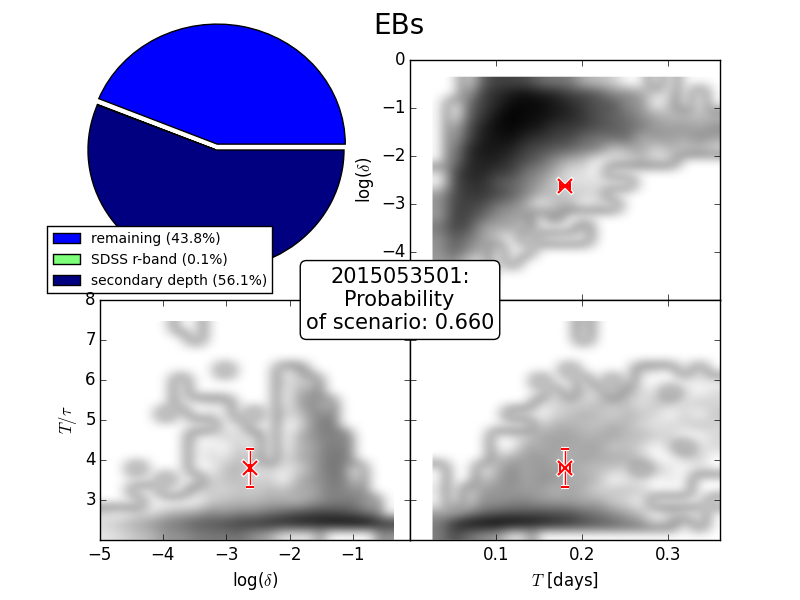 EBs
remaining (43.8%)
SDSS r-band (0.1%)
secondary depth (56.1%)
0
−1
−2
−3
−4
log(δ)
2015053501:
Probability
of scenario: 0.660
8
7
6
5
4
3
T/τ
−5 −4 −3 −2 −1
log(δ)
0.1 0.2 0.3
T [days]